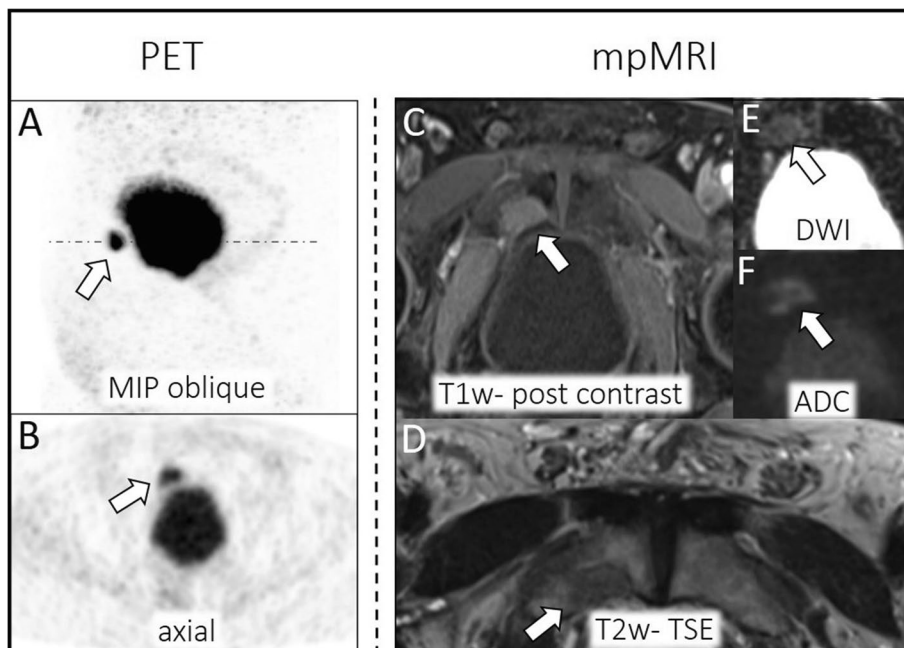 PET
mpMRI
A
MIP oblique
B
axial
C
T1w- post contrast
D
T2w- TSE
E
DWI
F
ADC